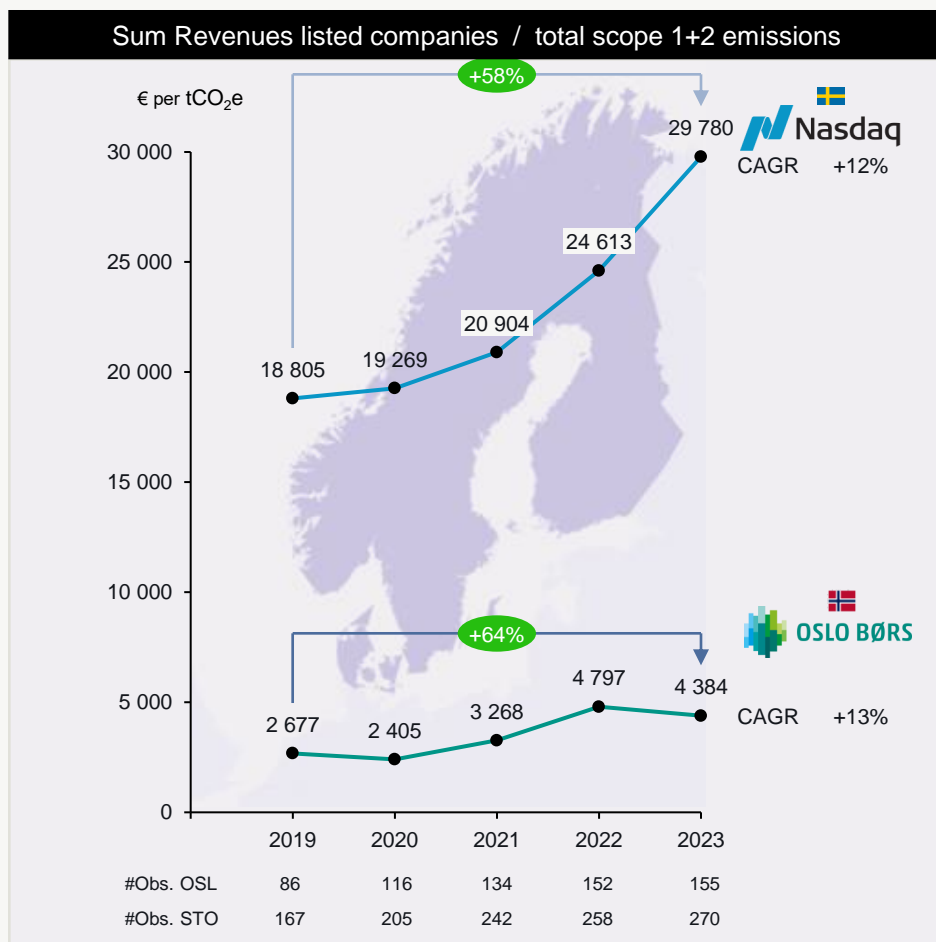 Sum Revenues listed companies / total scope 1+2 emissions
+58%
€ per tCO₂e
29 780
Nasdaq
CAGR +12%
30 000
24 613
25 000
20 904
18 805
19 269
20 000
15 000
10 000
OSLO BØRS
+64%
4 797
4 384
CAGR +13%
5 000
2 677
2 405
3 268
0
2019 2020 2021 2022 2023
#Obs. OSL 86 116 134 152 155
#Obs. STO 167 205 242 258 270